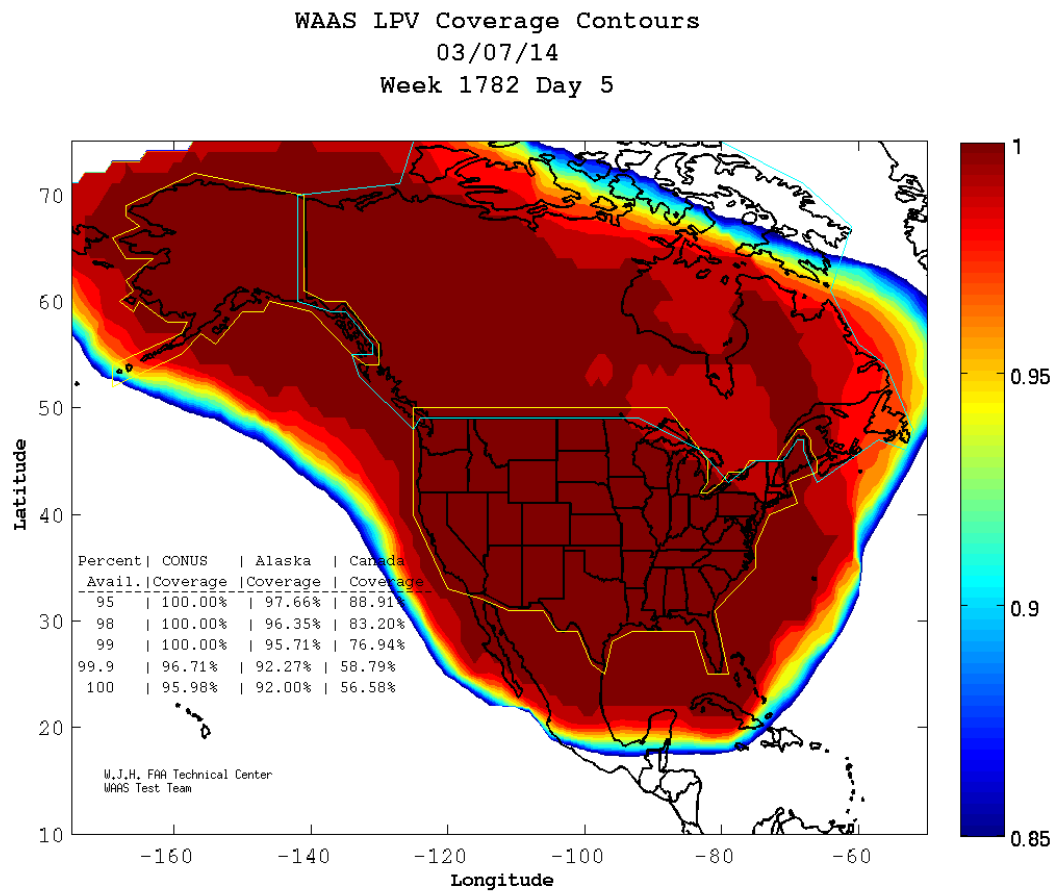 WAAS LPV Coverage Contours
03/07/14
Week 1782 Day 5
1
0.95
0.9
0.85
70
60
50
40
30
20
10
Latitude
Percent| CONUS | Alaska | Canada
Avail. |Coverage |Coverage | Coverage
95 | 100.00% | 97.66% | 88.91%
98 | 100.00% | 96.35% | 83.20%
99 | 100.00% | 95.71% | 76.94%
99.9 | 96.71% | 92.27% | 58.79%
100 | 95.98% | 92.00% | 56.58%
W.J.H. FAA Technical Center
WAAS Test Team
-160 -140 -120 -100 -80 -60
Longitude